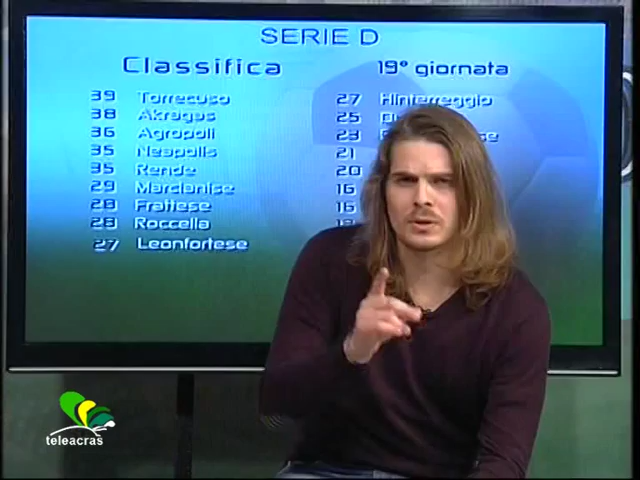 SERIE D
Classifica 19° giornata
39 Torrecuso
38 Akragas
36 Agropoli
35 Neapolis
35 Rende
29 Marcianise
28 Frattese
28 Roccella
27 Leonfortese
27 Hinterreggio
25
23
21
20
16
16
teleacras